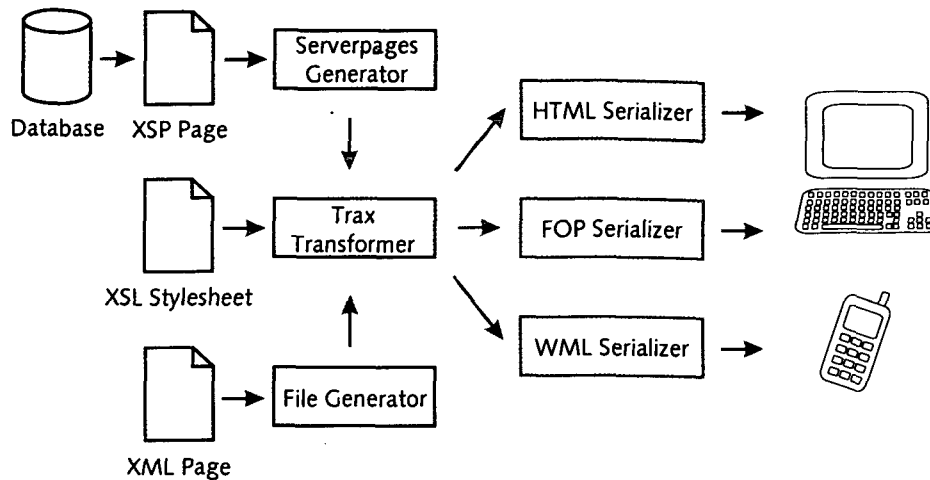 Serverpages
Generator
Database
XSP Page
HTML Serializer
Trax
Transformer
FOP Serializer
XSL Stylesheet
WML Serializer
File Generator
XML Page